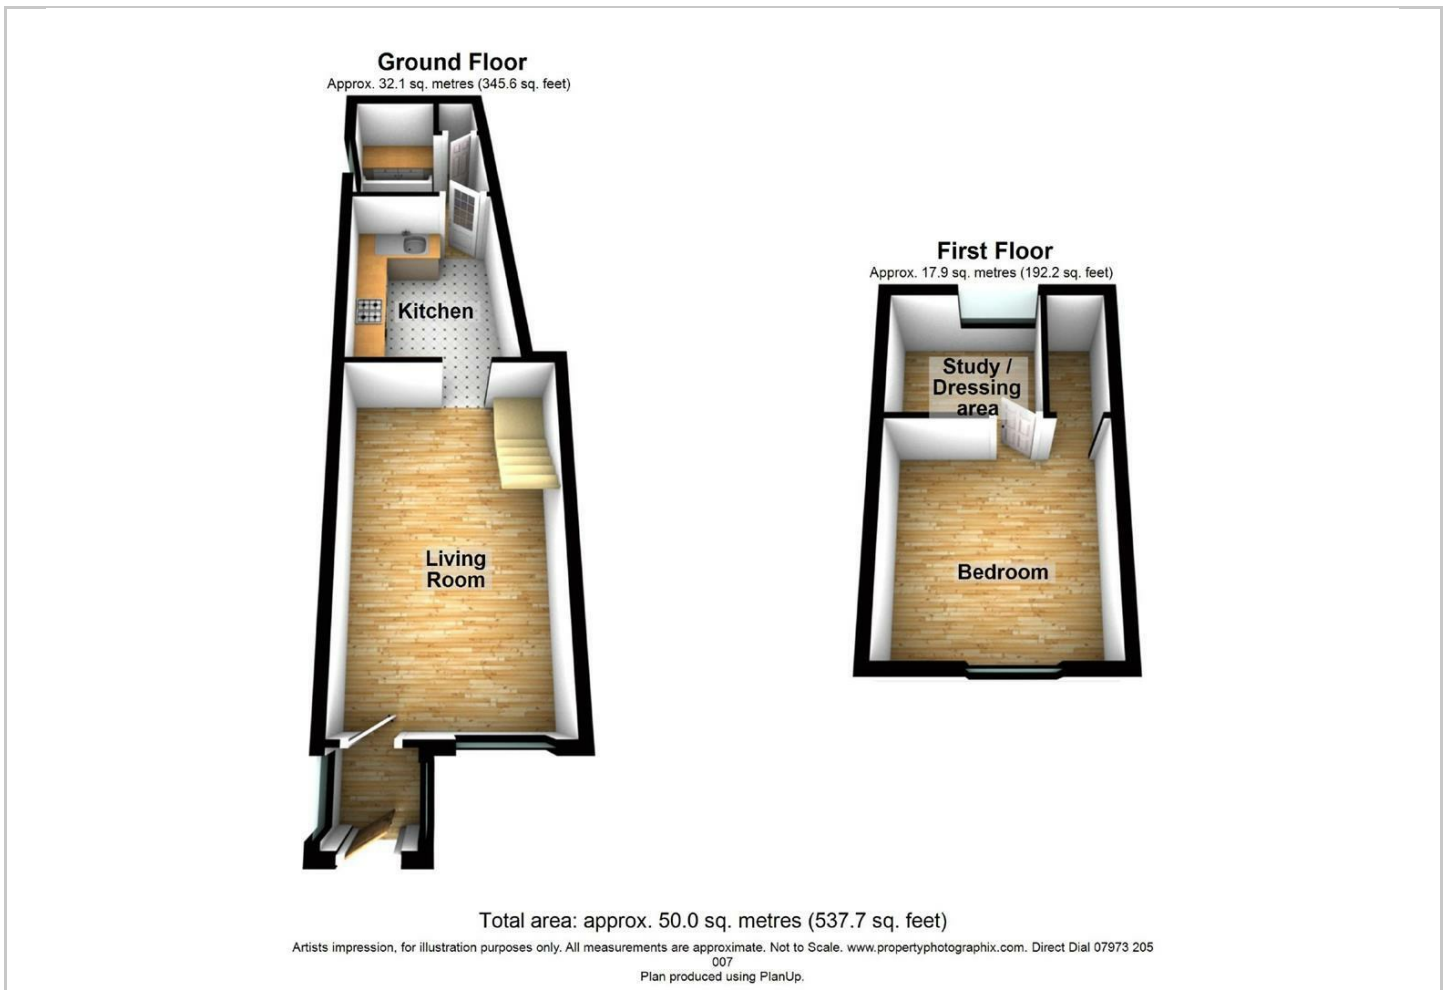 Ground Floor
Approx. 32.1 sq. metres (345.6 sq. feet)
Kitchen
Living
Room
First Floor
Approx. 17.9 sq. metres (192.2 sq. feet)
Study /
Dressing
area
Bedroom
Total area: approx. 50.0 sq. metres (537.7 sq. feet)
Artists impression, for illustration purposes only. All measurements are approximate. Not to Scale. www.propertyphotographix.com. Direct Dial 07973 205
007
Plan produced using PlanUp.